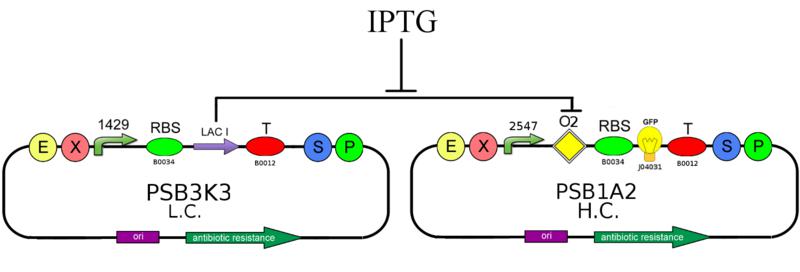 IPTG
1429
RBS
LAC I
T
E
X
B0034
B0012
S
P
PSB3K3
L.C.
ori
antibiotic resistance
2547
O2
RBS
GFP
T
E
X
B0034
J04031
B0012
S
P
PSB1A2
H.C.
ori
antibiotic resistance